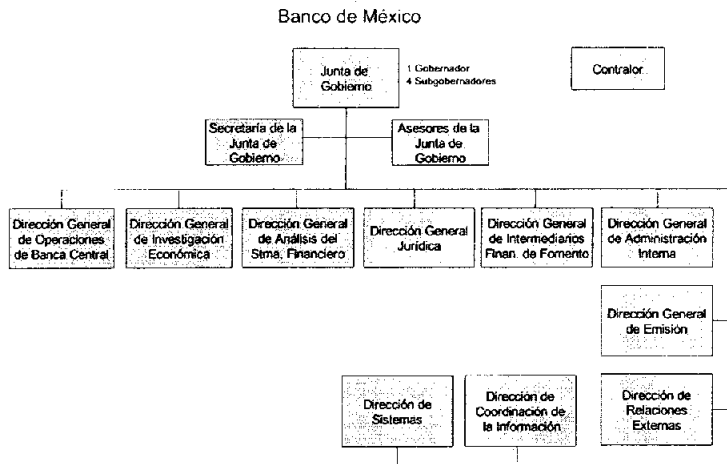 Banco de México
Junta de
Gobierno
1 Gobernador
4 Subgobernadores
Contralor
Secretaría de la
Junta de
Gobierno
Asesores de la
Junta de
Gobierno
Dirección General
de Operaciones
de Banca Central
Dirección General
de Investigación
Económica
Dirección General
de Análisis del
Stma. Financiero
Dirección General
Jurídica
Dirección General
de Intermediarios
Finan. de Fomento
Dirección General
de Administración
Interna
Dirección General
de Emisión
Dirección de
Sistemas
Dirección de
Coordinación de
la Información
Dirección de
Relaciones
Externas